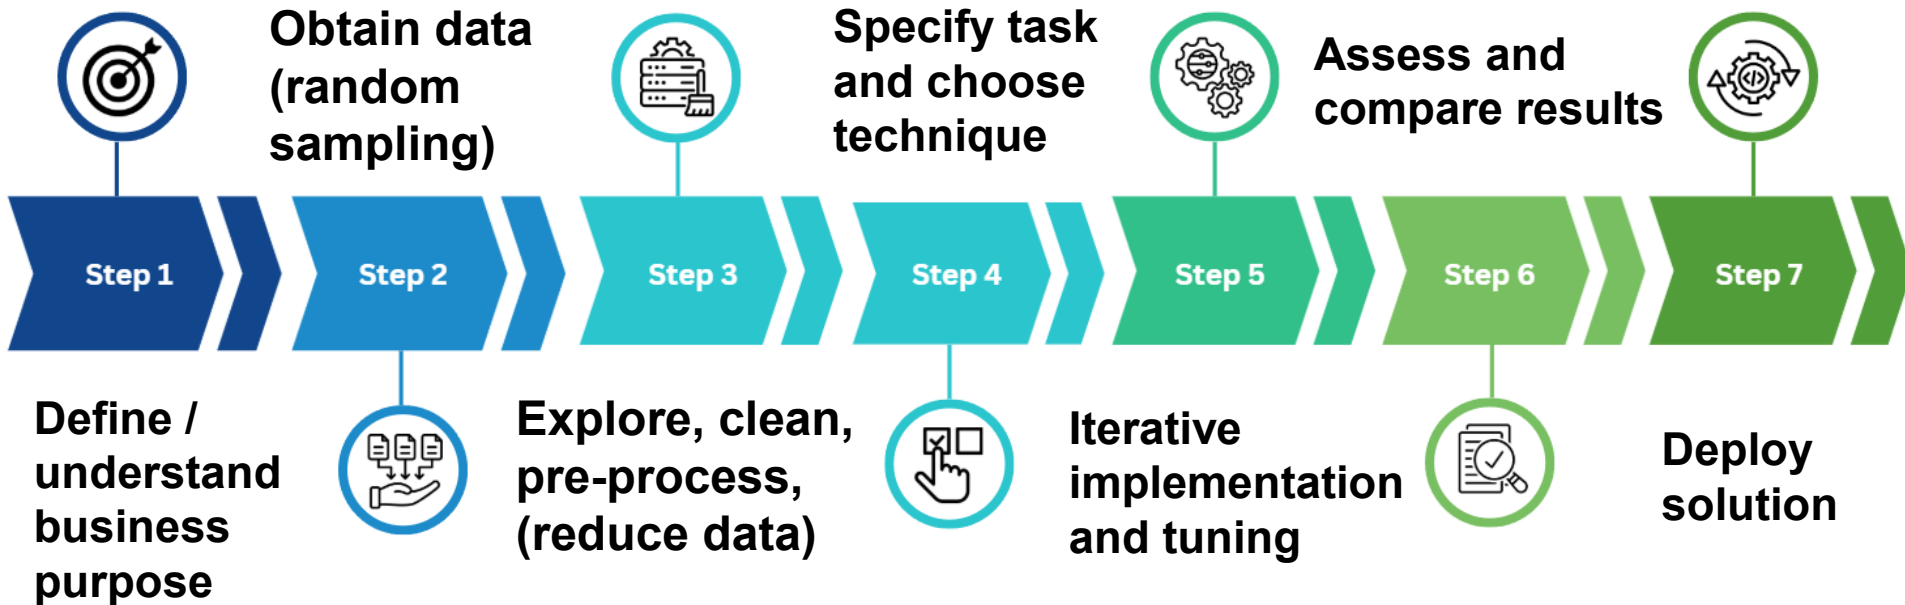 Obtain data
(random
sampling)
Specify task
and choose
technique
Assess and
compare results
Step 1
Step 2
Step 3
Step 4
Step 5
Step 6
Step 7
Define /
understand
business
purpose
Explore, clean,
pre-process,
(reduce data)
Iterative
implementation
and tuning
Deploy
solution